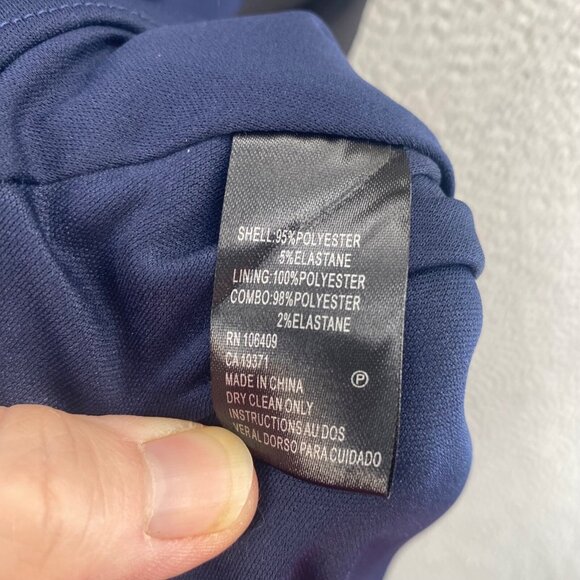 SHELL:95%POLYESTER
5%ELASTANE
LINING:100%POLYESTER
COMBO:98%POLYESTER
2%ELASTANE
RN 106409
CA 19371
MADE IN CHINA Ⓟ
DRY CLEAN ONLY
INSTRUCTIONS AU DOS
VER AL DORSO PARA CUIDADO